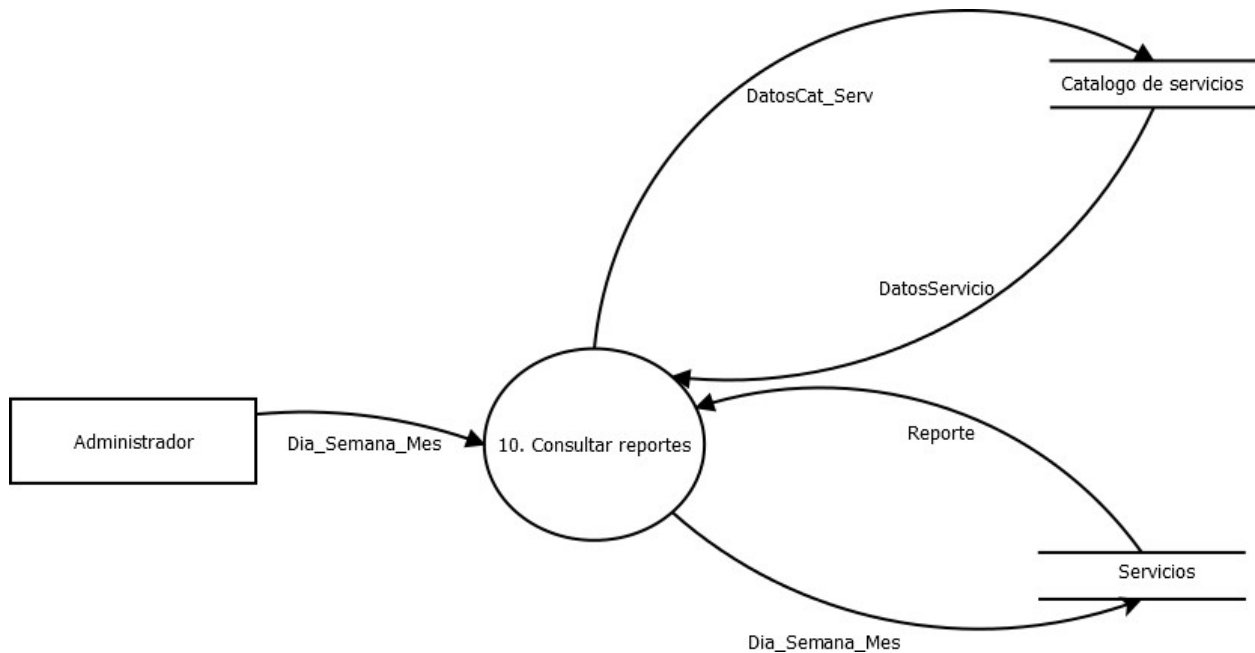 DatosCat_Serv
Catalogo de servicios
DatosServicio
Administrador
Dia_Semana_Mes
10. Consultar reportes
Reporte
Servicios
Dia_Semana_Mes